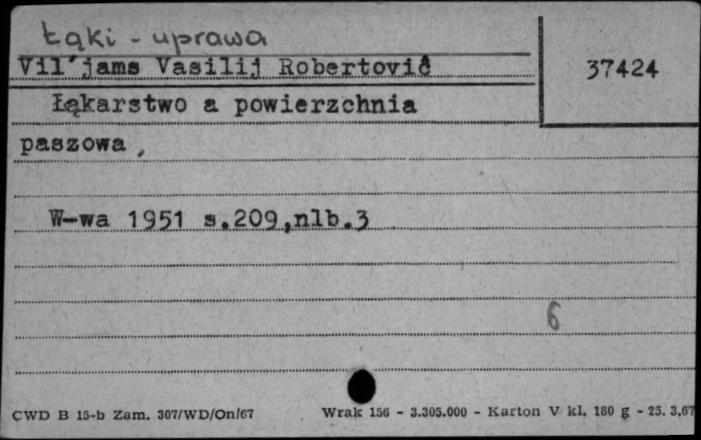 Łąki - uprawa
Vil'jams Vasilij Robertovič
37424
Łąkarstwo a powierzchnia
paszowa,
W-wa 1951 s.209,nlb.3
6
CWD B 15-b Zam. 307/WD/On/67 Wrak 156 - 3.305.000 - Karton V kl. 180 g - 25. 3.67